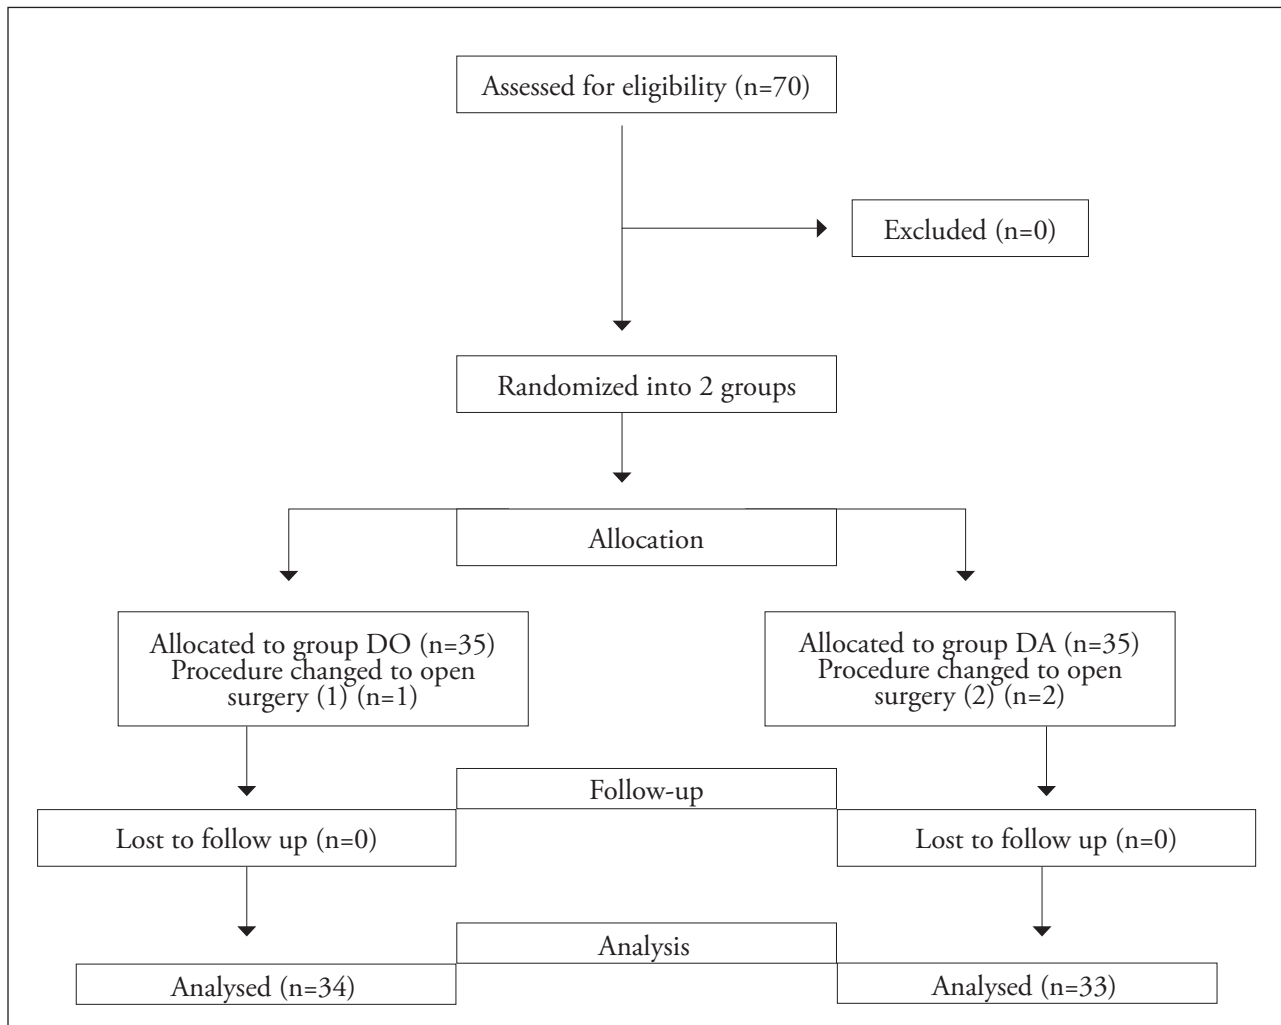 Assessed for eligibility (n=70)
Excluded (n=0)
Randomized into 2 groups
Allocation
Allocated to group DO (n=35)
Procedure changed to open
surgery (1) (n=1)
Allocated to group DA (n=35)
Procedure changed to open
surgery (2) (n=2)
Follow-up
Lost to follow up (n=0)
Lost to follow up (n=0)
Analysis
Analysed (n=34)
Analysed (n=33)